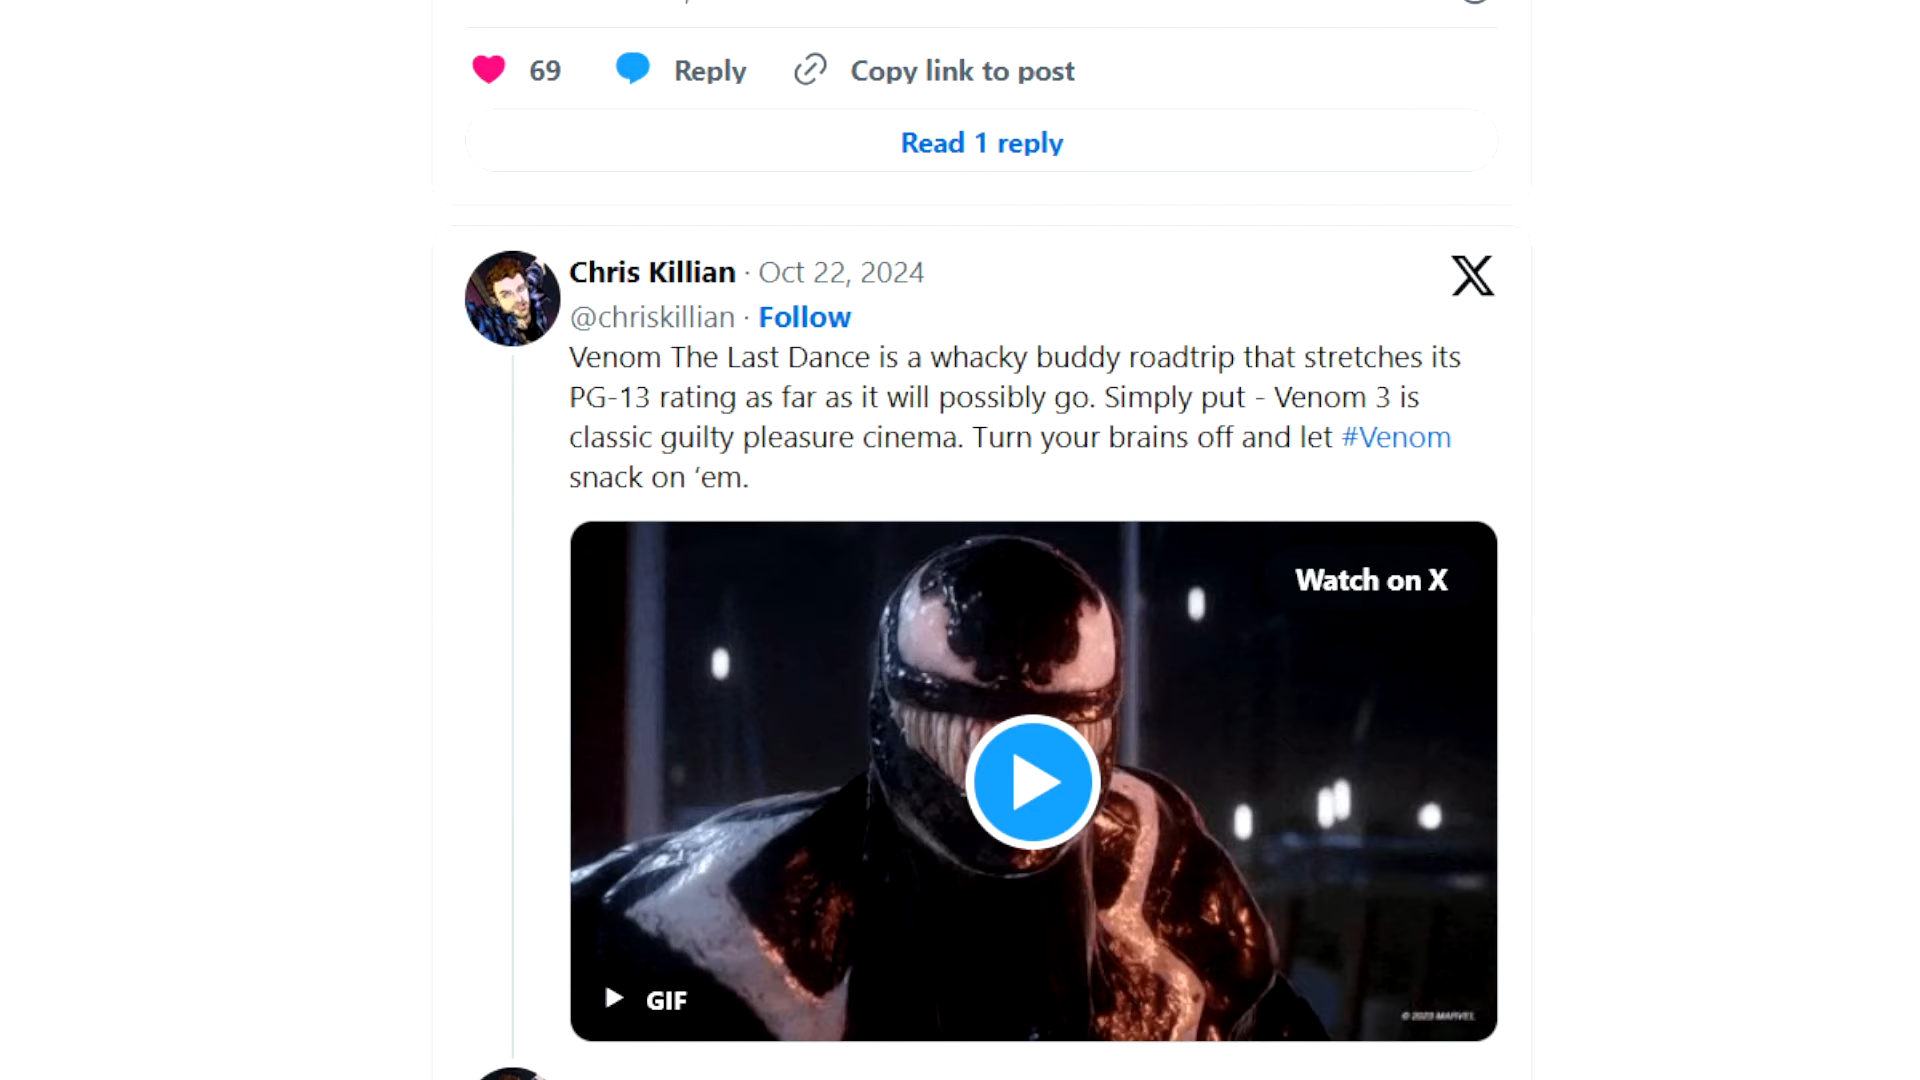 69 Reply Copy link to post
Read 1 reply
Chris Killian · Oct 22, 2024
@chriskillian · Follow
Venom The Last Dance is a whacky buddy roadtrip that stretches its
PG-13 rating as far as it will possibly go. Simply put - Venom 3 is
classic guilty pleasure cinema. Turn your brains off and let #Venom
snack on ‘em.
Watch on X
GIF
© 2023 MARVEL